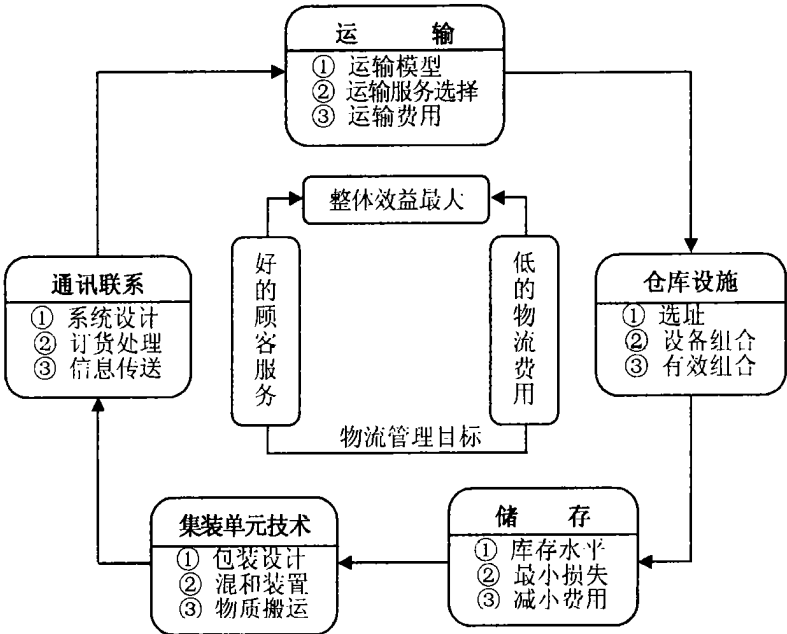 运 输
① 运输模型
② 运输服务选择
③ 运输费用
整体效益最大
好的顾客服务
低的物流费用
物流管理目标
通讯联系
① 系统设计
② 订货处理
③ 信息传送
仓库设施
① 选址
② 设备组合
③ 有效组合
集装单元技术
① 包装设计
② 混和装置
③ 物质搬运
储 存
① 库存水平
② 最小损失
③ 减小费用